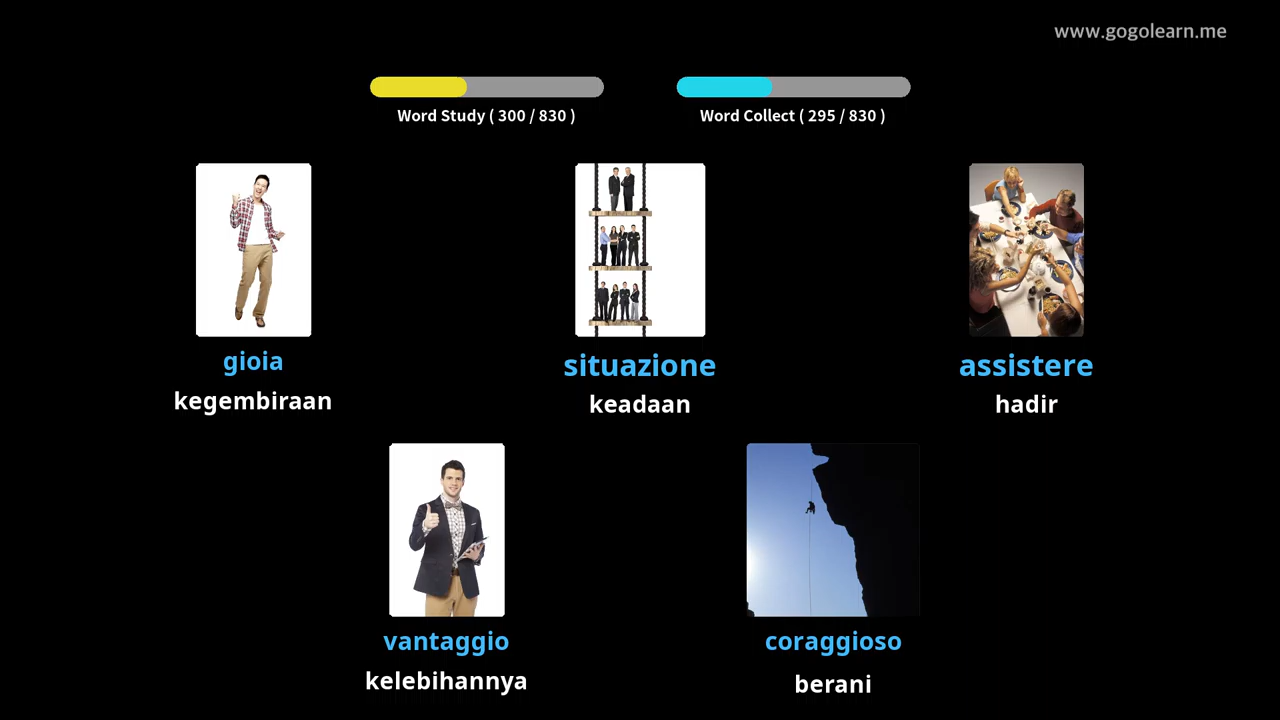 www.gogolearn.me
Word Study ( 300 / 830 )
Word Collect ( 295 / 830 )
gioia
kegembiraan
situazione
keadaan
assistere
hadir
vantaggio
kelebihannya
coraggioso
berani